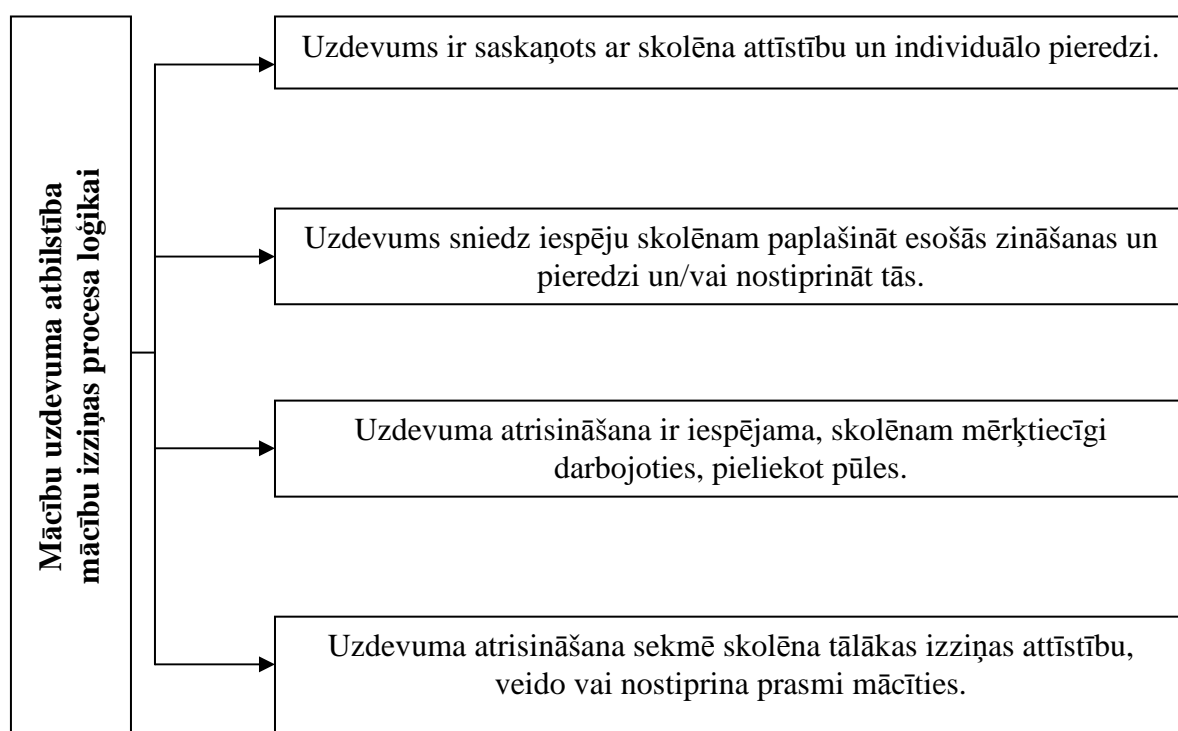 Mācību uzdevuma atbilstība
mācību izziņas procesa loģikai
Uzdevums ir saskaņots ar skolēna attīstību un individuālo pieredzi.
Uzdevums sniedz iespēju skolēnam paplašināt esošās zināšanas un
pieredzi un/vai nostiprināt tās.
Uzdevuma atrisināšana ir iespējama, skolēnam mērķtiecīgi
darbojoties, pieliekot pūles.
Uzdevuma atrisināšana sekmē skolēna tālākas izziņas attīstību,
veido vai nostiprina prasmi mācīties.